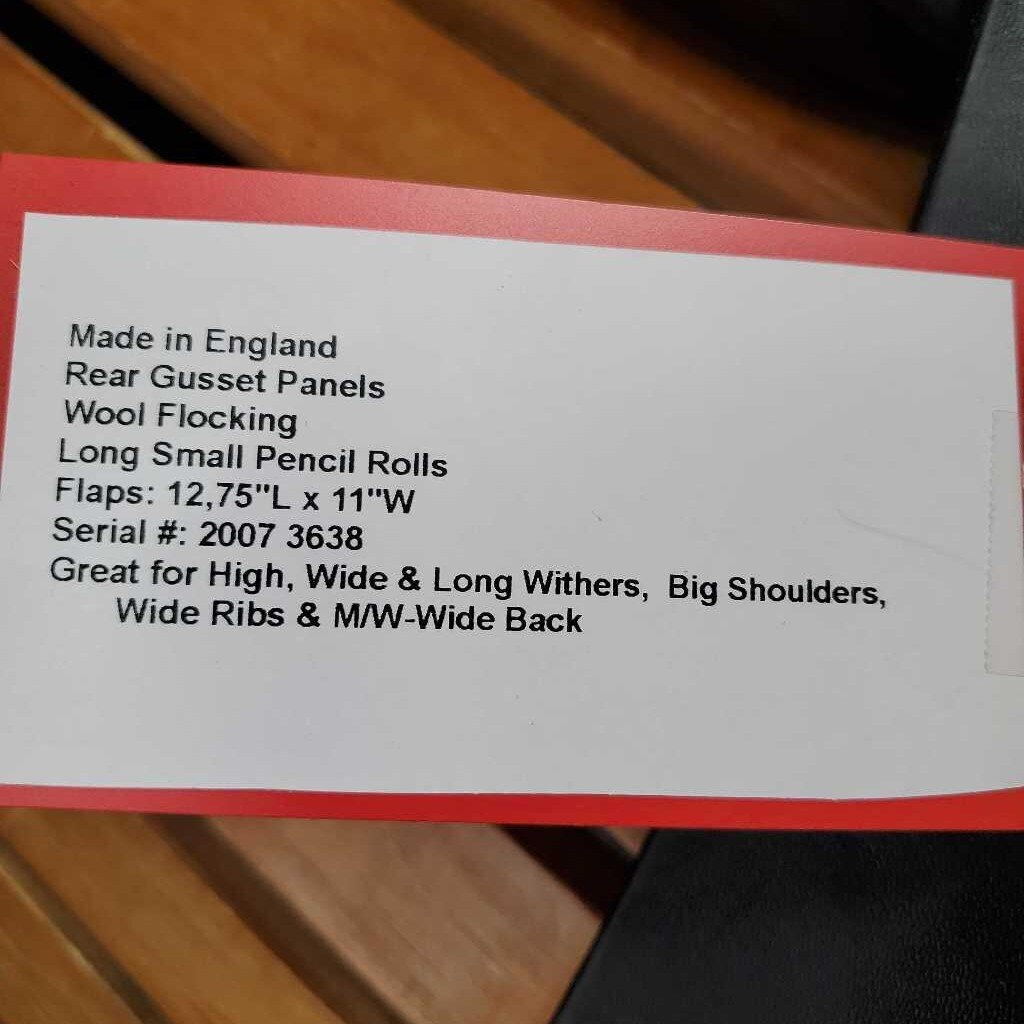 Made in England
Rear Gusset Panels
Wool Flocking
Long Small Pencil Rolls
Flaps: 12,75"L x 11"W
Serial #: 2007 3638
Great for High, Wide & Long Withers, Big Shoulders,
Wide Ribs & M/W-Wide Back